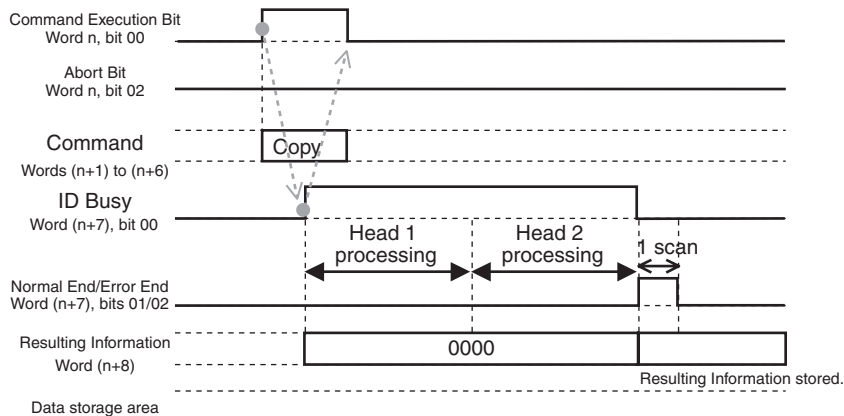 Command Execution Bit
Word n, bit 00
Abort Bit
Word n, bit 02
Command
Words (n+1) to (n+6)
Copy
ID Busy
Word (n+7), bit 00
Head 1
processing
Head 2
processing
1 scan
Normal End/Error End
Word (n+7), bits 01/02
Resulting Information
Word (n+8)
0000
Resulting Information stored.
Data storage area